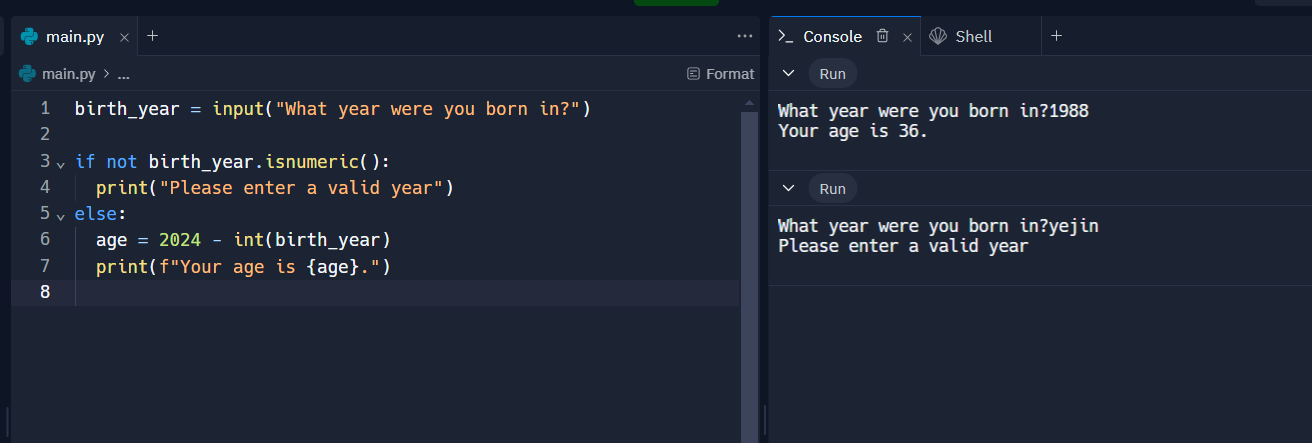 main.py × +
main.py > ...
Format
1 birth_year = input("What year were you born in?")
2
3 if not birth_year.isnumeric():
4   print("Please enter a valid year")
5 else:
6   age = 2024 - int(birth_year)
7   print(f"Your age is {age}.")
8
Console × Shell +
Run
What year were you born in?1988
Your age is 36.
Run
What year were you born in?yejin
Please enter a valid year